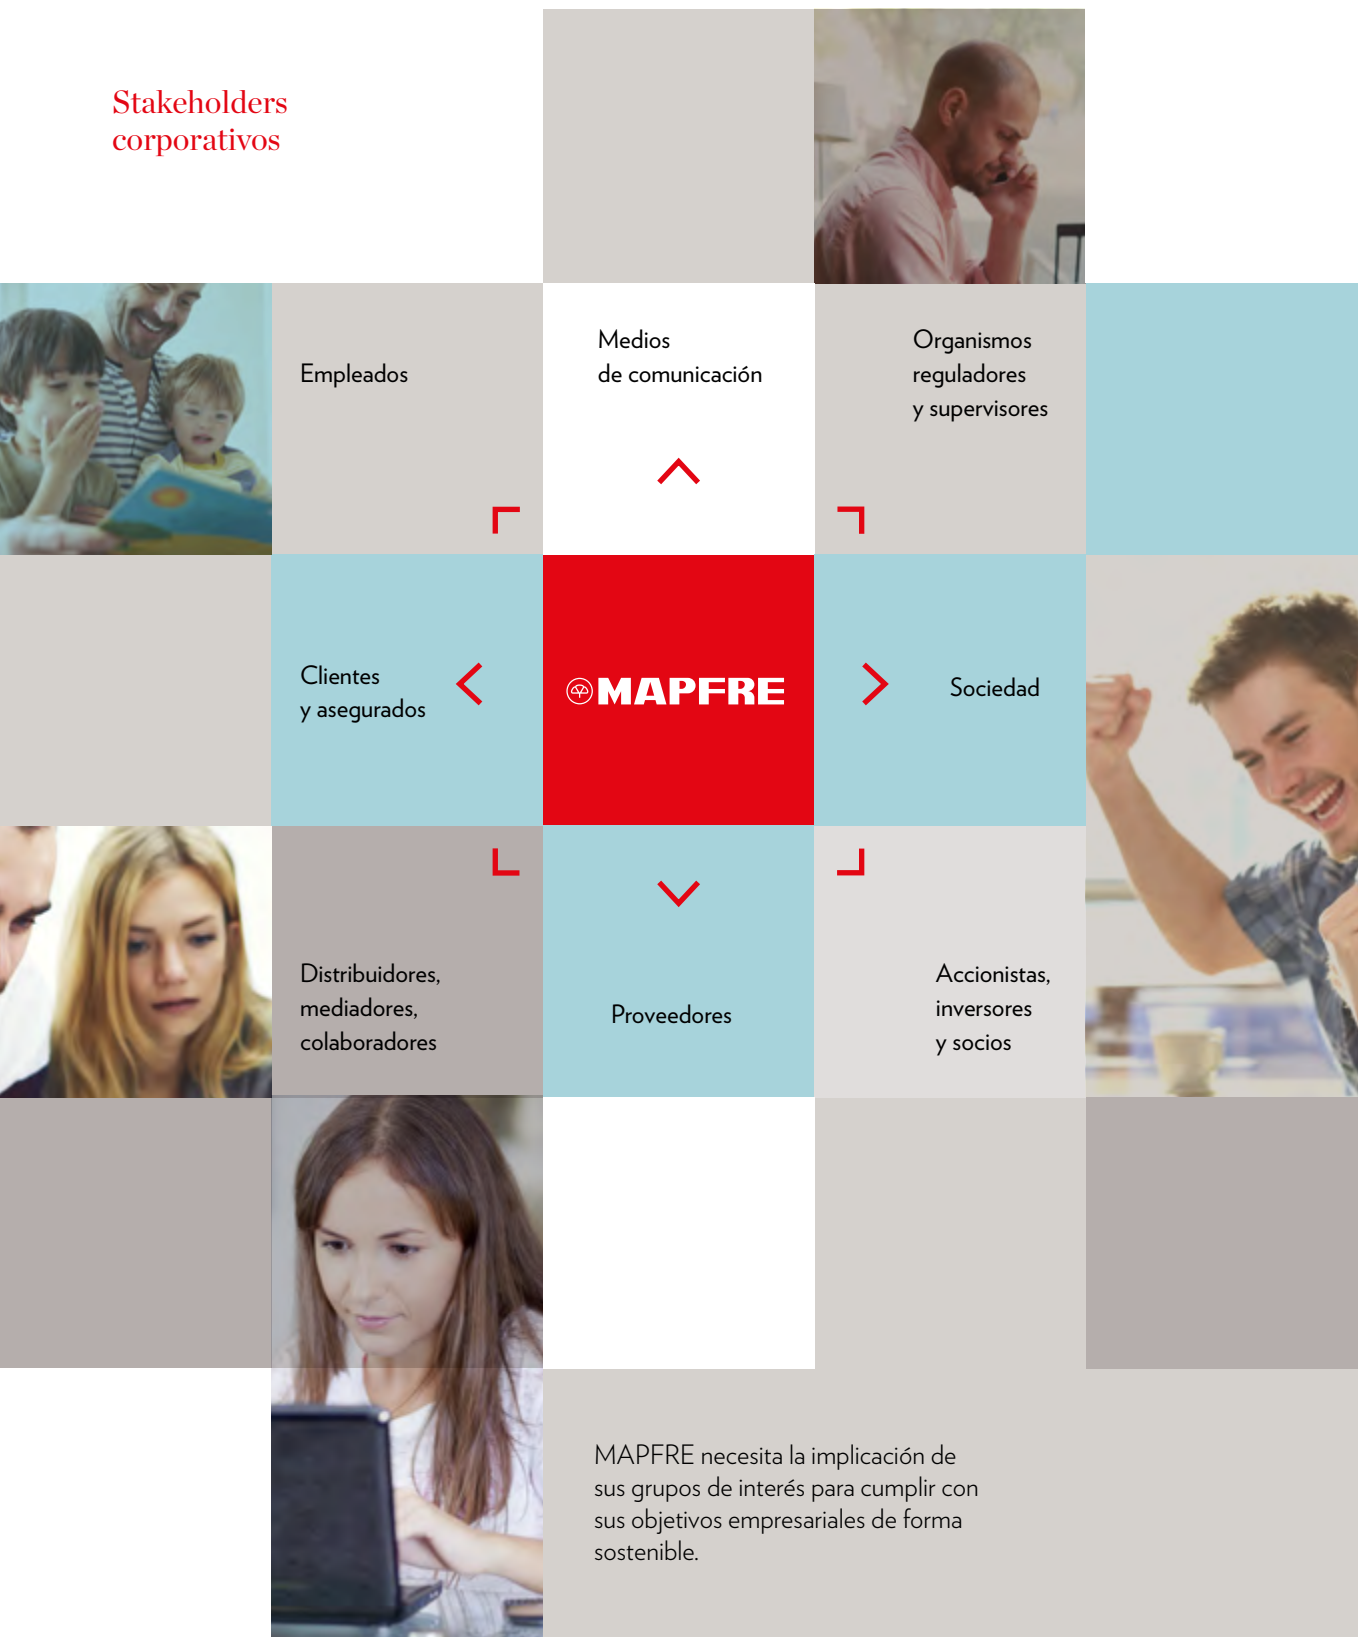 Stakeholders
corporativos
Empleados
Medios
de comunicación
Organismos
reguladores
y supervisores
Clientes
y asegurados
MAPFRE
Sociedad
Distribuidores,
mediadores,
colaboradores
Proveedores
Accionistas,
inversores
y socios
MAPFRE necesita la implicación de
sus grupos de interés para cumplir con
sus objetivos empresariales de forma
sostenible.